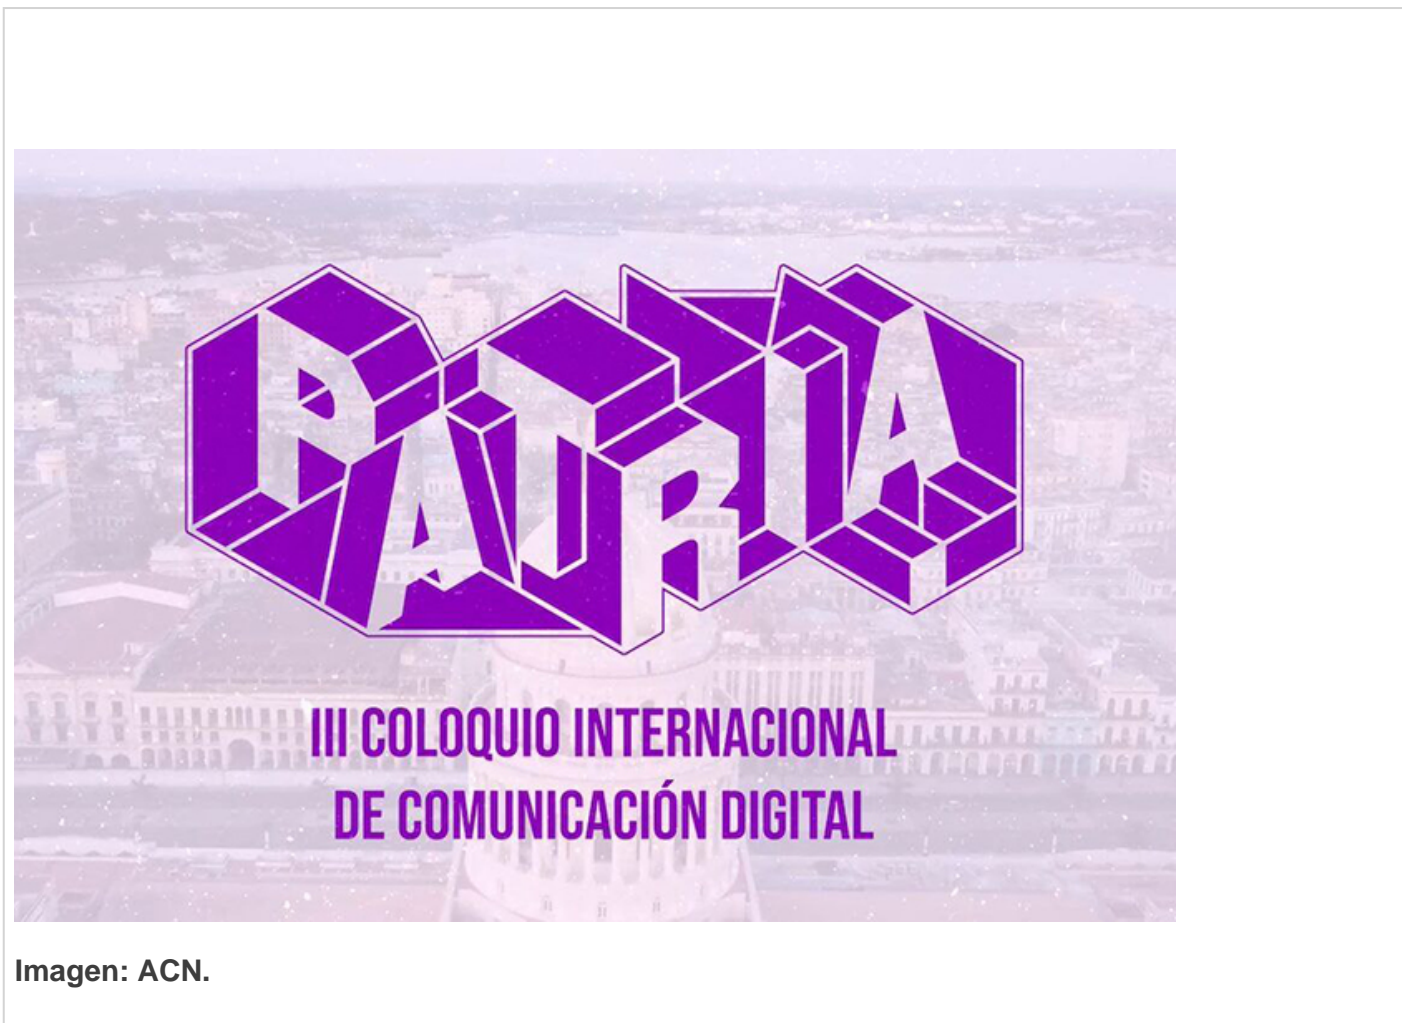 PATRIA
III COLOQUIO INTERNACIONAL
DE COMUNICACIÓN DIGITAL
Imagen: ACN.